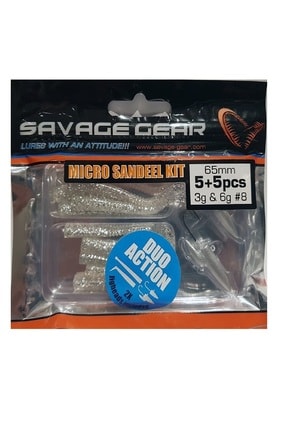 SAVAGE GEAR
LURES WITH AN ATTITUDE!!!
www.savage-gear.com
MICRO SANDEEL KIT
65mm
5+5pcs
3g & 6g #8
DUO
ACTION
2X